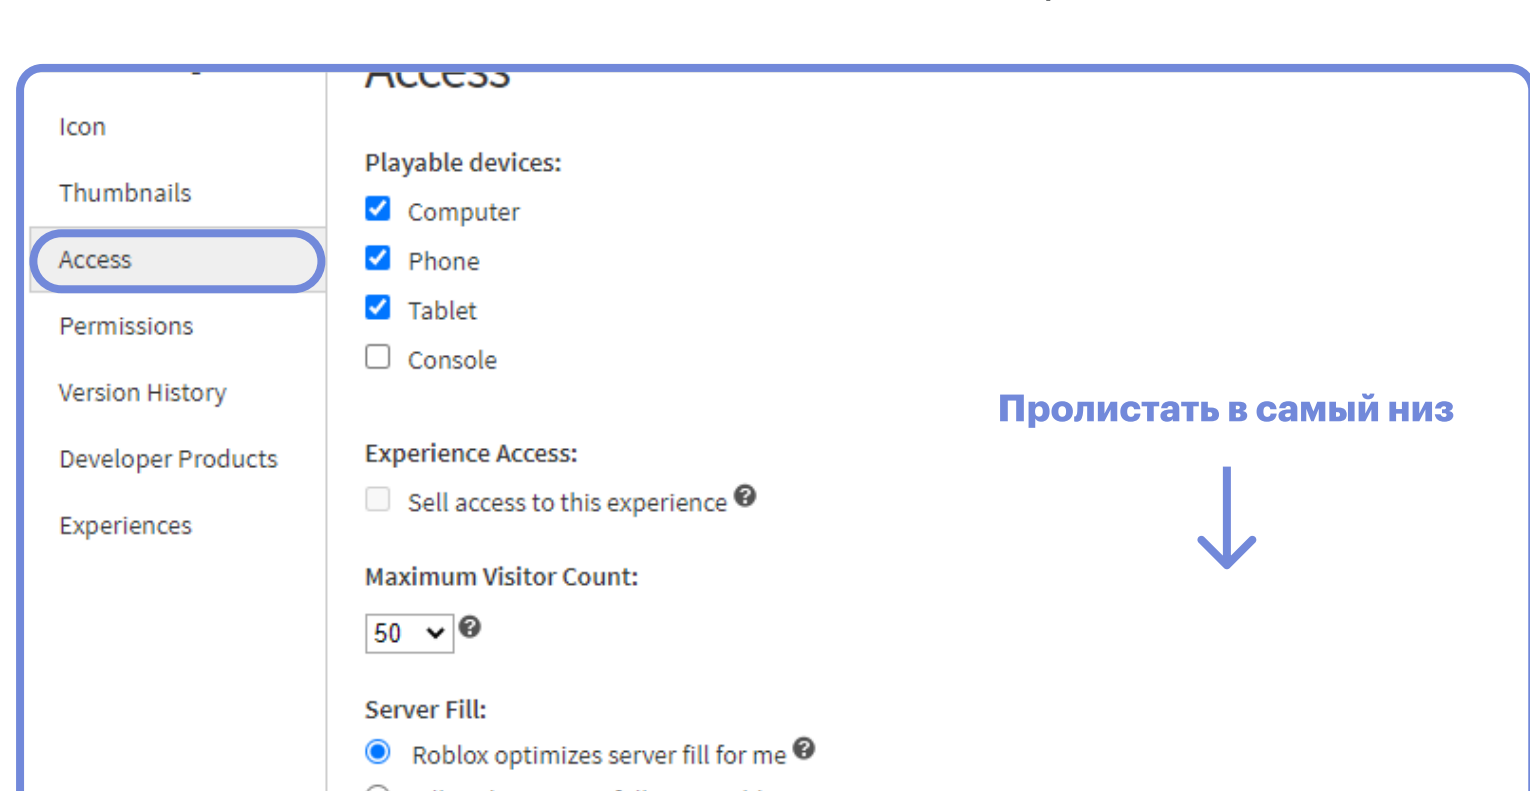 Access
Icon
Thumbnails
Access
Permissions
Version History
Developer Products
Experiences
Playable devices:
Computer
Phone
Tablet
Console
Experience Access:
Sell access to this experience
Maximum Visitor Count:
50
Server Fill:
Roblox optimizes server fill for me
Пролистать в самый низ